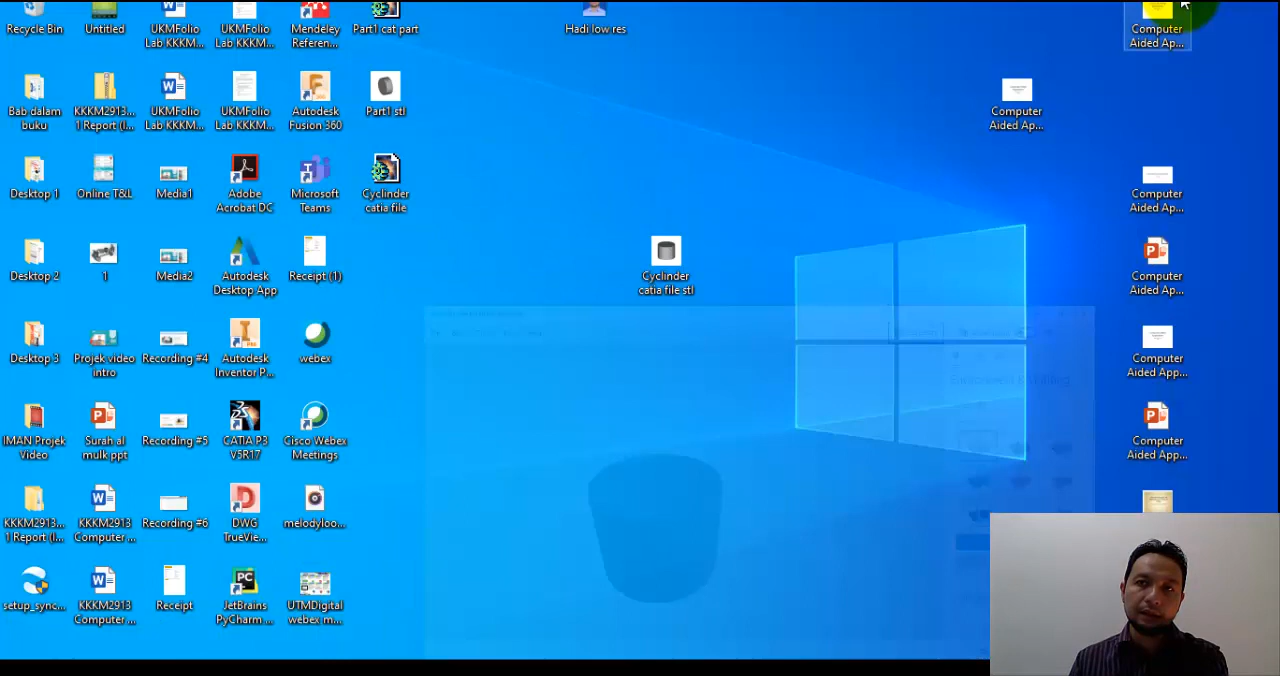 Recycle Bin
Untitled
UKMFolio
Lab KKKM...
UKMFolio
Lab KKKM...
Mendeley
Referen...
Part1 cat part
Hadi low res
Computer
Aided Ap...
Bab dalam
buku
KKKM2913...
1 Report (I...
UKMFolio
Lab KKKM...
UKMFolio
Lab KKKM...
Autodesk
Fusion 360
Part1 stl
Computer
Aided Ap...
Desktop 1
Online T&L
Media1
Adobe
Acrobat DC
Microsoft
Teams
Cyclinder
catia file
Computer
Aided Ap...
Desktop 2
1
Media2
Autodesk
Desktop App
Receipt (1)
Cyclinder
catia file stl
Computer
Aided Ap...
Desktop 3
Projek video
intro
Recording #4
Autodesk
Inventor P...
webex
Computer
Aided Ap...
IMAN Projek
Video
Surah al
mulk ppt
Recording #5
CATIA P3
V5R17
Cisco Webex
Meetings
Computer
Aided Ap...
KKKM2913...
1 Report (I...
KKKM2913
Computer ...
Recording #6
DWG
TrueVie...
melodyloo...
setup_sync...
KKKM2913
Computer ...
Receipt
JetBrains
PyCharm ...
UTMDigital
webex m...